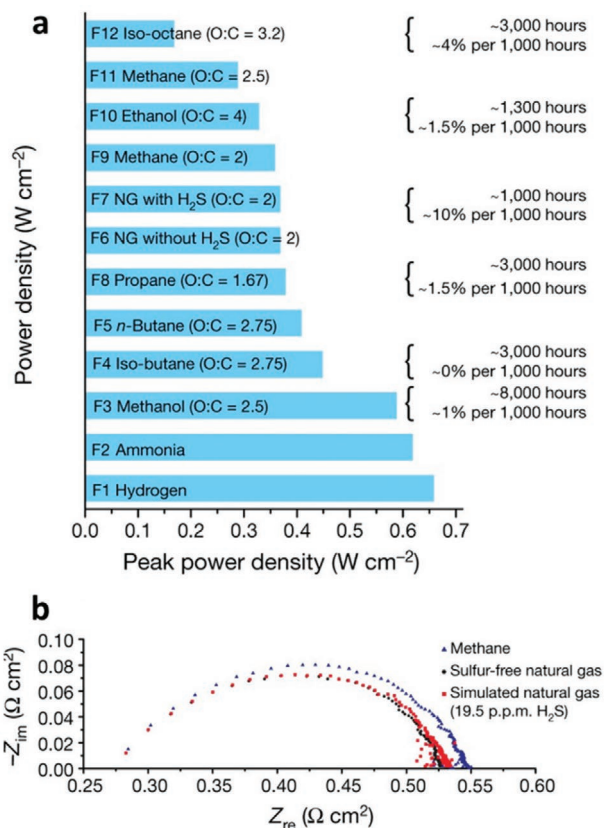 a
Power density (W cm⁻²)
F12 Iso-octane (O:C = 3.2)
~3,000 hours
~4% per 1,000 hours
F11 Methane (O:C = 2.5)
F10 Ethanol (O:C = 4)
~1,300 hours
~1.5% per 1,000 hours
F9 Methane (O:C = 2)
F7 NG with H₂S (O:C = 2)
~1,000 hours
~10% per 1,000 hours
F6 NG without H₂S (O:C = 2)
F8 Propane (O:C = 1.67)
~3,000 hours
~1.5% per 1,000 hours
F5 n-Butane (O:C = 2.75)
F4 Iso-butane (O:C = 2.75)
~3,000 hours
~0% per 1,000 hours
F3 Methanol (O:C = 2.5)
~8,000 hours
~1% per 1,000 hours
F2 Ammonia
F1 Hydrogen
0.0 0.1 0.2 0.3 0.4 0.5 0.6 0.7
Peak power density (W cm⁻²)
b
-Zim (Ω cm²)
0.10
0.08
0.06
0.04
0.02
0.00
Methane
Sulfur-free natural gas
Simulated natural gas
(19.5 p.p.m. H₂S)
0.25 0.30 0.35 0.40 0.45 0.50 0.55 0.60
Zre (Ω cm²)